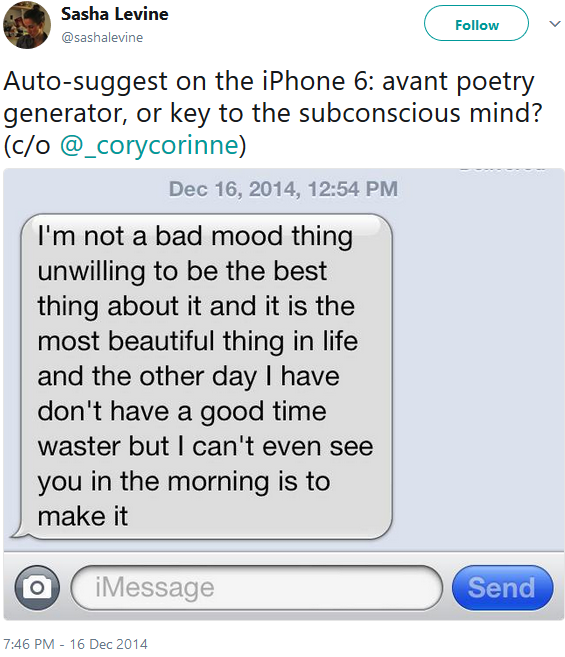 Sasha Levine
@sashalevine
Follow
Auto-suggest on the iPhone 6: avant poetry
generator, or key to the subconscious mind?
(c/o @_corycorinne)
Dec 16, 2014, 12:54 PM
I'm not a bad mood thing
unwilling to be the best
thing about it and it is the
most beautiful thing in life
and the other day I have
don't have a good time
waster but I can't even see
you in the morning is to
make it
iMessage
Send
7:46 PM - 16 Dec 2014